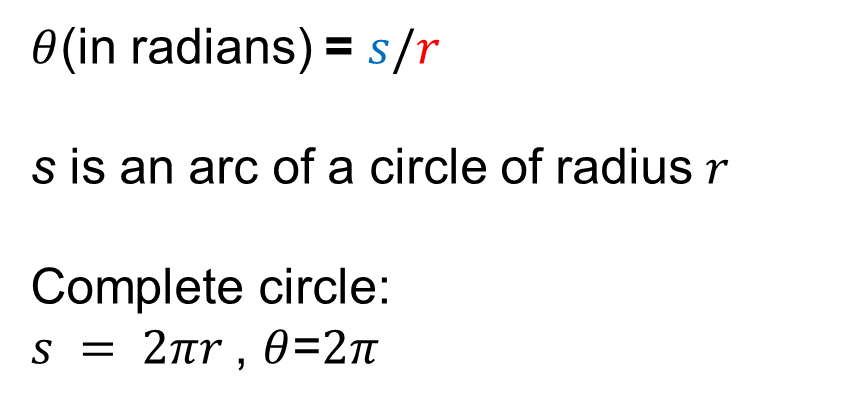 θ(in radians) = s/r
s is an arc of a circle of radius r
Complete circle:
s = 2πr , θ=2π